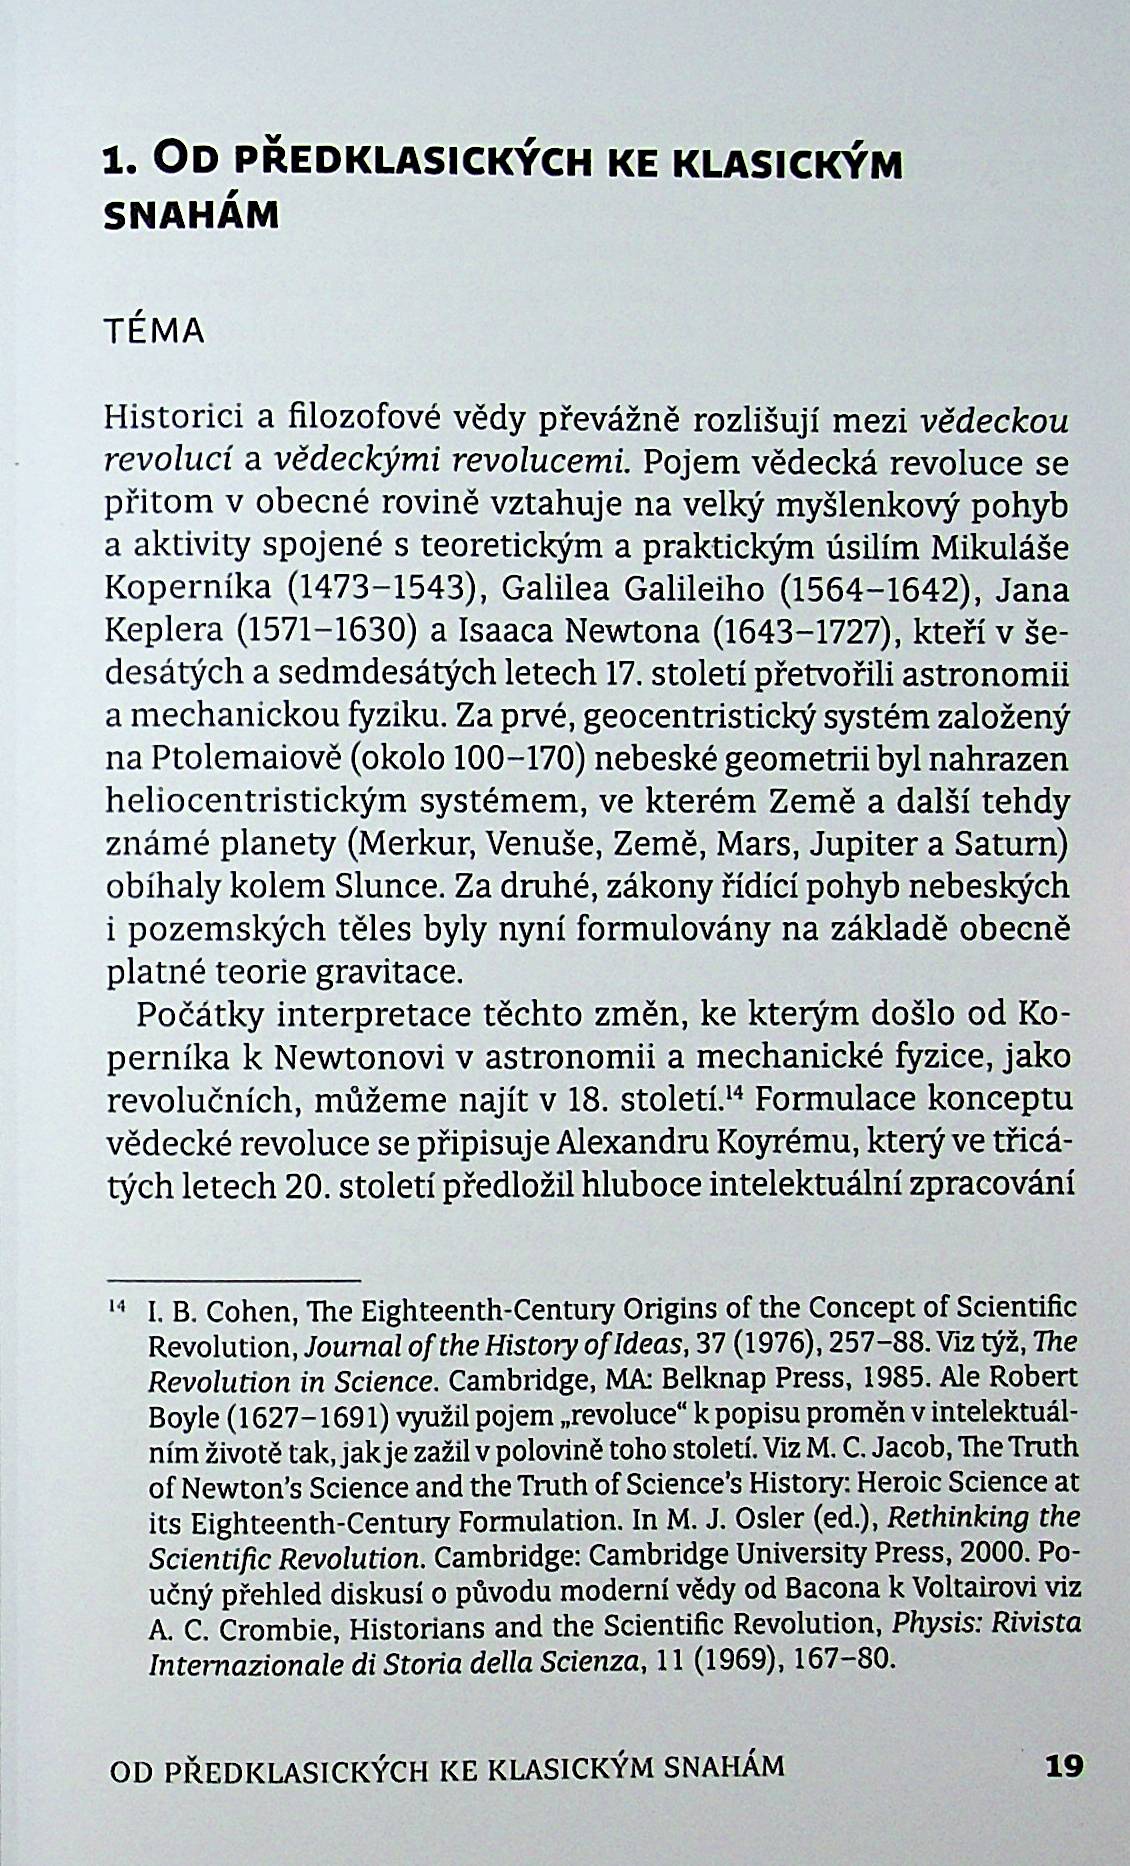 1. Od předklasických ke klasickým
snahám
TÉMA
Historici a filozofové vědy převážně rozlišují mezi vědeckou
revolucí a vědeckými revolucemi. Pojem vědecká revoluce se
přitom v obecné rovině vztahuje na velký myšlenkový pohyb
a aktivity spojené s teoretickým a praktickým úsilím Mikuláše
Koperníka (1473–1543), Galilea Galileiho (1564–1642), Jana
Keplera (1571–1630) a Isaaca Newtona (1643–1727), kteří v še-
desátých a sedmdesátých letech 17. století přetvořili astronomii
a mechanickou fyziku. Za prvé, geocentristický systém založený
na Ptolemaiově (okolo 100–170) nebeské geometrii byl nahrazen
heliocentristickým systémem, ve kterém Země a další tehdy
známé planety (Merkur, Venuše, Země, Mars, Jupiter a Saturn)
obíhaly kolem Slunce. Za druhé, zákony řídící pohyb nebeských
i pozemských těles byly nyní formulovány na základě obecně
platné teorie gravitace.
Počátky interpretace těchto změn, ke kterým došlo od Ko-
perníka k Newtonovi v astronomii a mechanické fyzice, jako
revolučních, můžeme najít v 18. století.¹⁴ Formulace konceptu
vědecké revoluce se připisuje Alexandru Koyrému, který ve třicá-
tých letech 20. století předložil hluboce intelektuální zpracování
¹⁴ I. B. Cohen, The Eighteenth-Century Origins of the Concept of Scientific
Revolution, Journal of the History of Ideas, 37 (1976), 257–88. Viz týž, The
Revolution in Science. Cambridge, MA: Belknap Press, 1985. Ale Robert
Boyle (1627–1691) využil pojem „revoluce“ k popisu proměn v intelektuál-
ním životě tak, jak je zažil v polovině toho století. Viz M. C. Jacob, The Truth
of Newton's Science and the Truth of Science's History: Heroic Science at
its Eighteenth-Century Formulation. In M. J. Osler (ed.), Rethinking the
Scientific Revolution. Cambridge: Cambridge University Press, 2000. Po-
učný přehled diskusí o původu moderní vědy od Bacona k Voltairovi viz
A. C. Crombie, Historians and the Scientific Revolution, Physis: Rivista
Internazionale di Storia della Scienza, 11 (1969), 167–80.
OD PŘEDKLASICKÝCH KE KLASICKÝM SNAHÁM 19